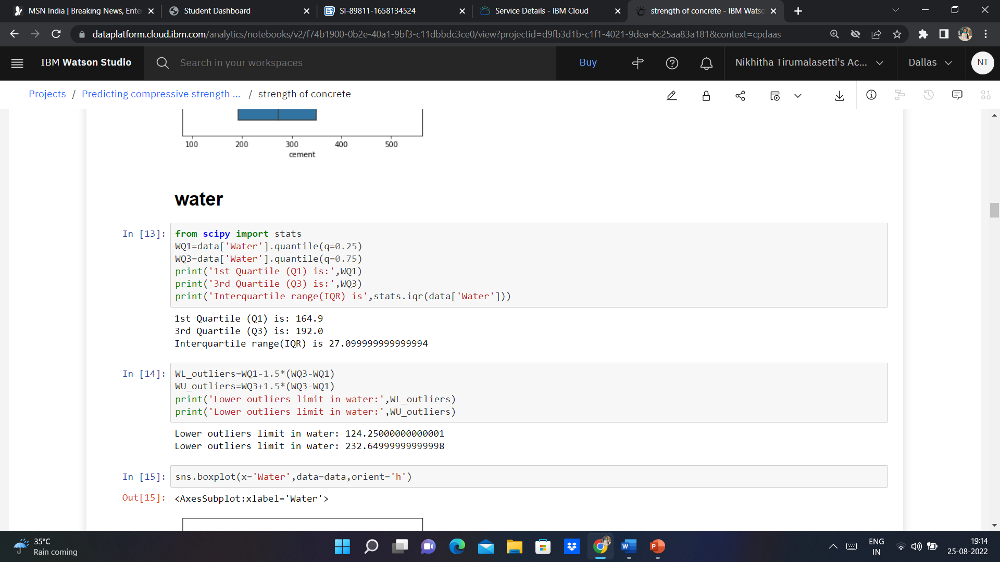 MSN India | Breaking News, Enter
Student Dashboard
SI-89811-1658134524
Service Details - IBM Cloud
strength of concrete - IBM Watso
dataplatform.cloud.ibm.com/analytics/notebooks/v2/f74b1900-0b2e-40a1-9bf3-c11dbbdc3ce0/view?projectid=d9fb3d1b-c1f1-4021-9dea-6c25aa83a181&context=cpdaas
IBM Watson Studio
Search in your workspaces
Buy
Nikhitha Tirumalasetti's Ac...
Dallas
NT
Projects / Predicting compressive strength ... / strength of concrete
100 200 300 400 500
cement
water
In [13]: from scipy import stats
WQ1=data['Water'].quantile(q=0.25)
WQ3=data['Water'].quantile(q=0.75)
print('1st Quartile (Q1) is:',WQ1)
print('3rd Quartile (Q3) is:',WQ3)
print('Interquartile range(IQR) is',stats.iqr(data['Water']))
1st Quartile (Q1) is: 164.9
3rd Quartile (Q3) is: 192.0
Interquartile range(IQR) is 27.099999999999994
In [14]: WL_outliers=WQ1-1.5*(WQ3-WQ1)
WU_outliers=WQ3+1.5*(WQ3-WQ1)
print('Lower outliers limit in water:',WL_outliers)
print('Lower outliers limit in water:',WU_outliers)
Lower outliers limit in water: 124.25000000000001
Lower outliers limit in water: 232.64999999999998
In [15]: sns.boxplot(x='Water',data=data,orient='h')
Out[15]: <AxesSubplot:xlabel='Water'>
35°C
Rain coming
ENG
IN
19:14
25-08-2022